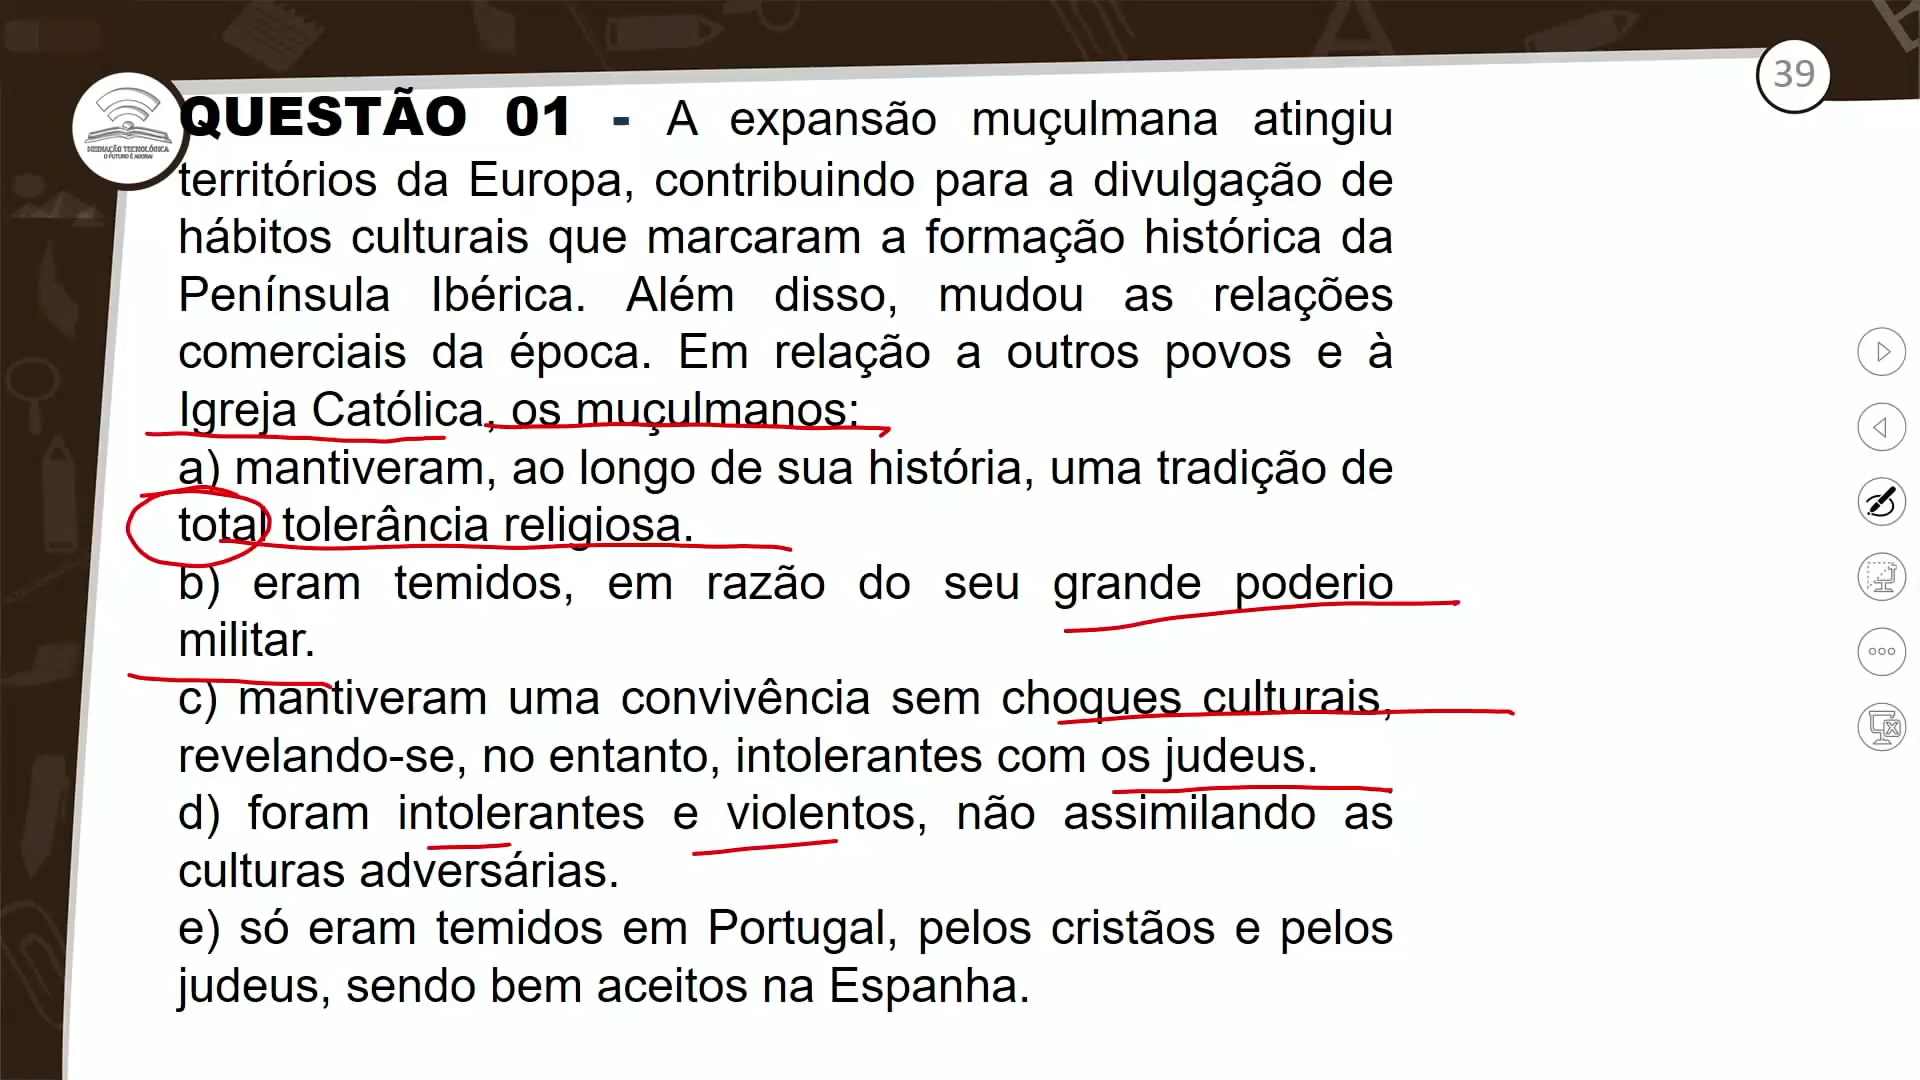 39
MEDIAÇÃO TECNOLÓGICA
O FUTURO É AGORA!
QUESTÃO 01 - A expansão muçulmana atingiu
territórios da Europa, contribuindo para a divulgação de
hábitos culturais que marcaram a formação histórica da
Península Ibérica. Além disso, mudou as relações
comerciais da época. Em relação a outros povos e à
Igreja Católica, os muçulmanos:
a) mantiveram, ao longo de sua história, uma tradição de
total tolerância religiosa.
b) eram temidos, em razão do seu grande poderio
militar.
c) mantiveram uma convivência sem choques culturais,
revelando-se, no entanto, intolerantes com os judeus.
d) foram intolerantes e violentos, não assimilando as
culturas adversárias.
e) só eram temidos em Portugal, pelos cristãos e pelos
judeus, sendo bem aceitos na Espanha.